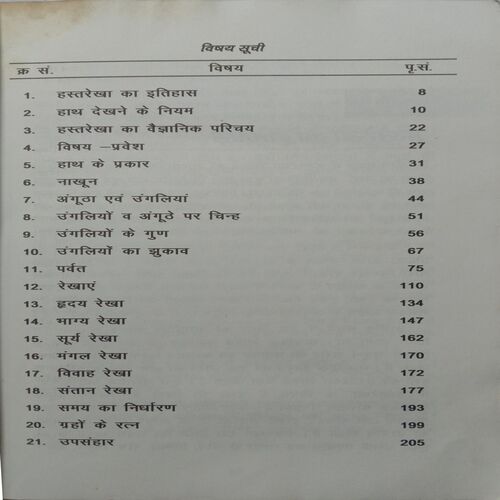 विषय सूची
क्र सं. विषय पृ.सं.
1. हस्तरेखा का इतिहास 8
2. हाथ देखने के नियम 10
3. हस्तरेखा का वैज्ञानिक परिचय 22
4. विषय –प्रवेश 27
5. हाथ के प्रकार 31
6. नाखून 38
7. अंगूठा एवं उंगलियां 44
8. उंगलियों व अंगूठे पर चिन्ह 51
9. उंगलियों के गुण 56
10. उंगलियों का झुकाव 67
11. पर्वत 75
12. रेखाएं 110
13. हृदय रेखा 134
14. भाग्य रेखा 147
15. सूर्य रेखा 162
16. मंगल रेखा 170
17. विवाह रेखा 172
18. संतान रेखा 177
19. समय का निर्धारण 193
20. ग्रहों के रत्न 199
21. उपसंहार 205